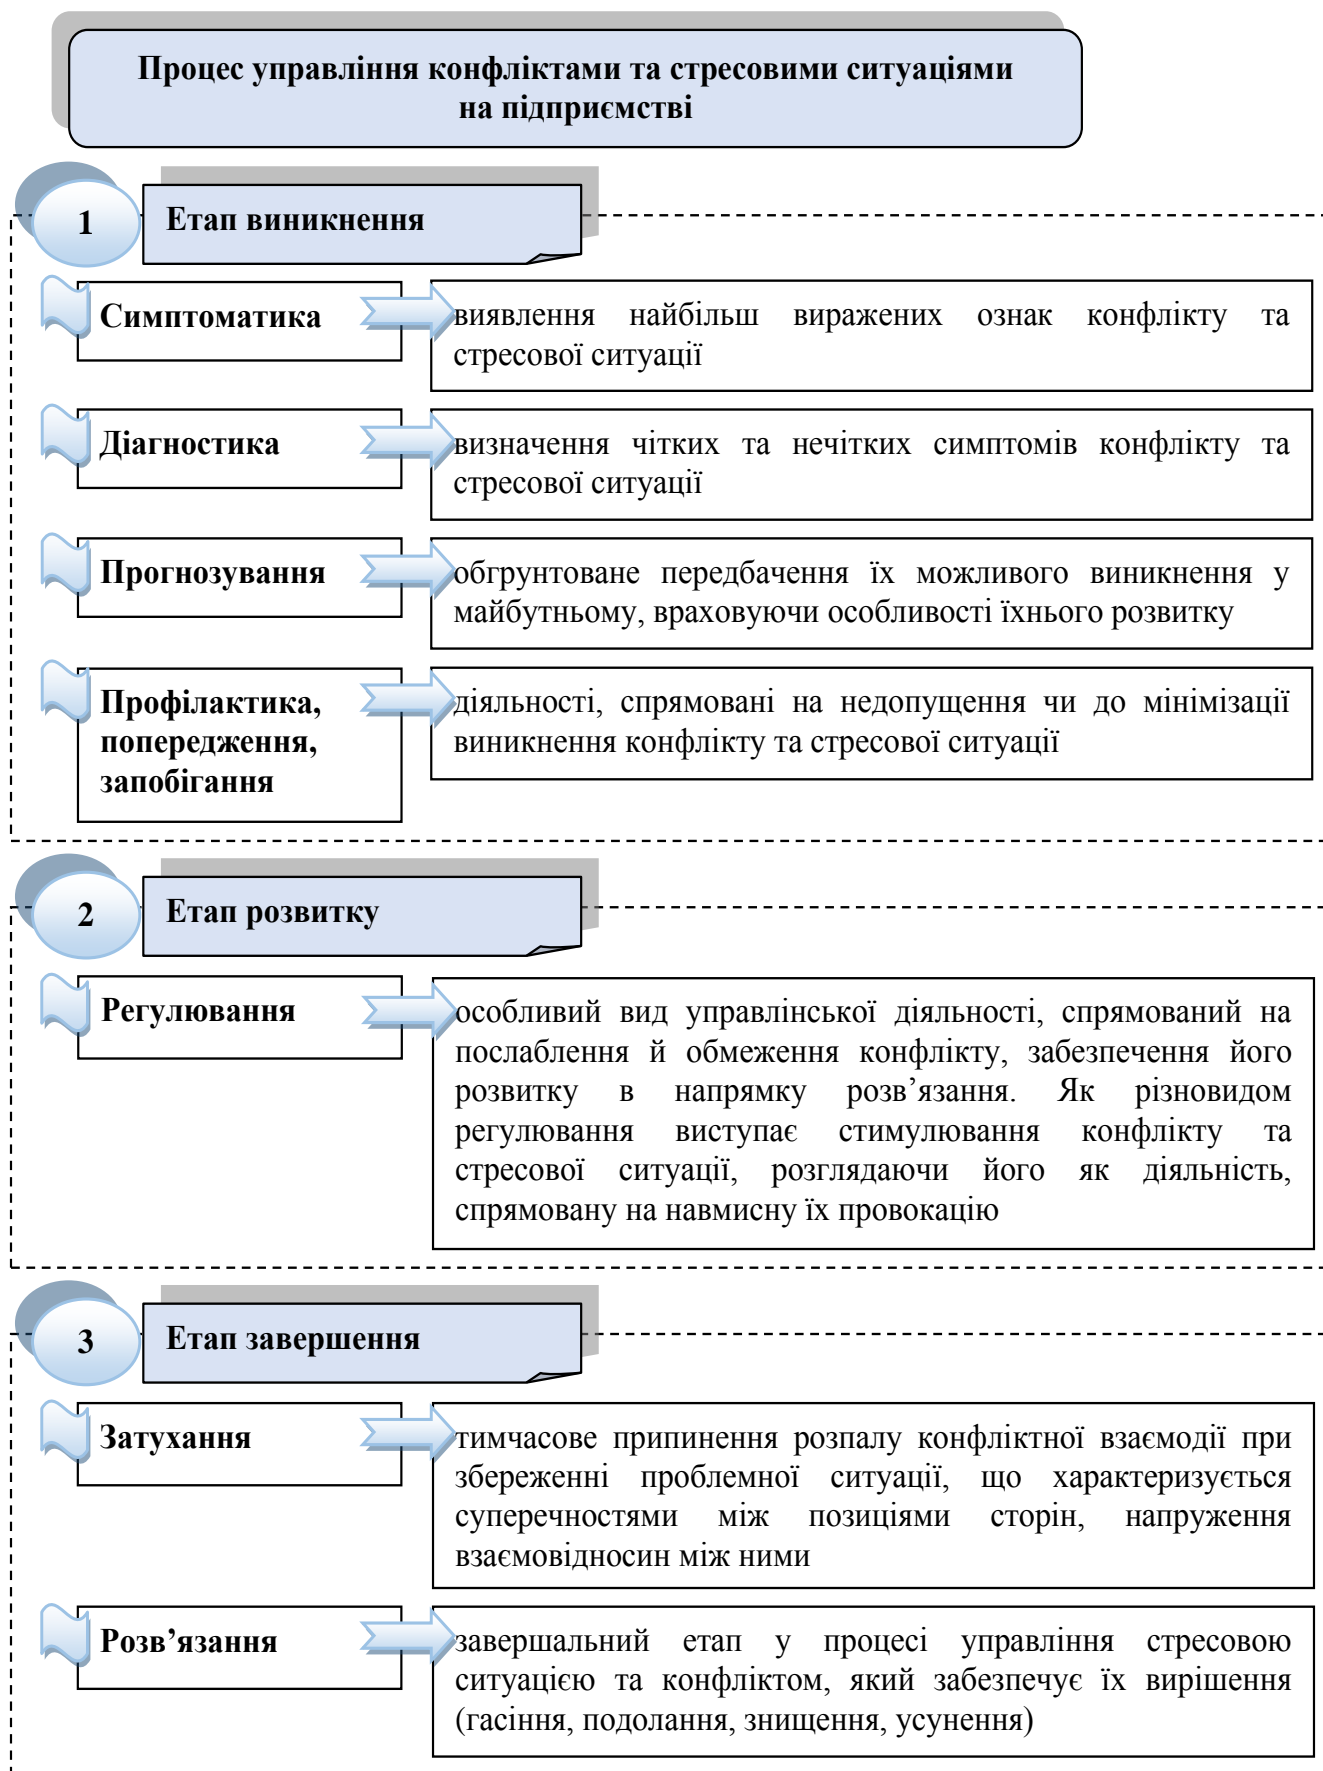 Процес управління конфліктами та стресовими ситуаціями
на підприємстві
1
Етап виникнення
Симптоматика
виявлення найбільш виражених ознак конфлікту та
стресової ситуації
Діагностика
визначення чітких та нечітких симптомів конфлікту та
стресової ситуації
Прогнозування
обгрунтоване передбачення їх можливого виникнення у
майбутньому, враховуючи особливості їхнього розвитку
Профілактика,
попередження,
запобігання
діяльності, спрямовані на недопущення чи до мінімізації
виникнення конфлікту та стресової ситуації
2
Етап розвитку
Регулювання
особливий вид управлінської діяльності, спрямований на
послаблення й обмеження конфлікту, забезпечення його
розвитку в напрямку розв’язання. Як різновидом
регулювання виступає стимулювання конфлікту та
стресової ситуації, розглядаючи його як діяльність,
спрямовану на навмисну їх провокацію
3
Етап завершення
Затухання
тимчасове припинення розпалу конфліктної взаємодії при
збереженні проблемної ситуації, що характеризується
суперечностями між позиціями сторін, напруження
взаємовідносин між ними
Розв’язання
завершальний етап у процесі управління стресовою
ситуацією та конфліктом, який забезпечує їх вирішення
(гасіння, подолання, знищення, усунення)